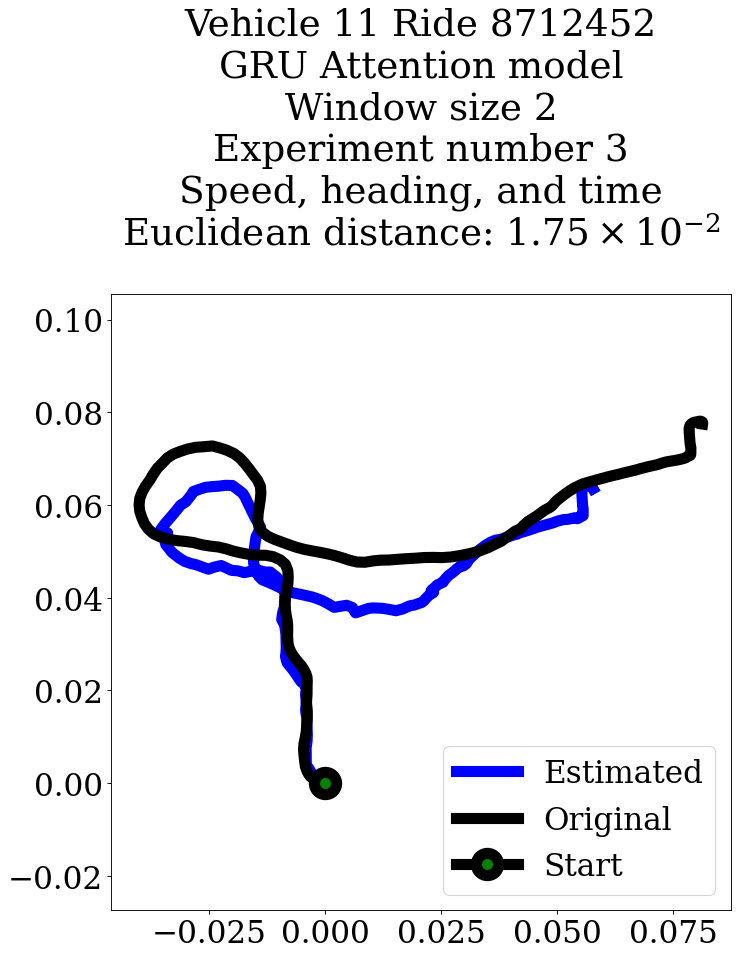 Vehicle 11 Ride 8712452
GRU Attention model
Window size 2
Experiment number 3
Speed, heading, and time
Euclidean distance: 1.75 × 10⁻²
0.10
0.08
0.06
0.04
0.02
0.00
−0.02
−0.025 0.000 0.025 0.050 0.075
Estimated
Original
Start